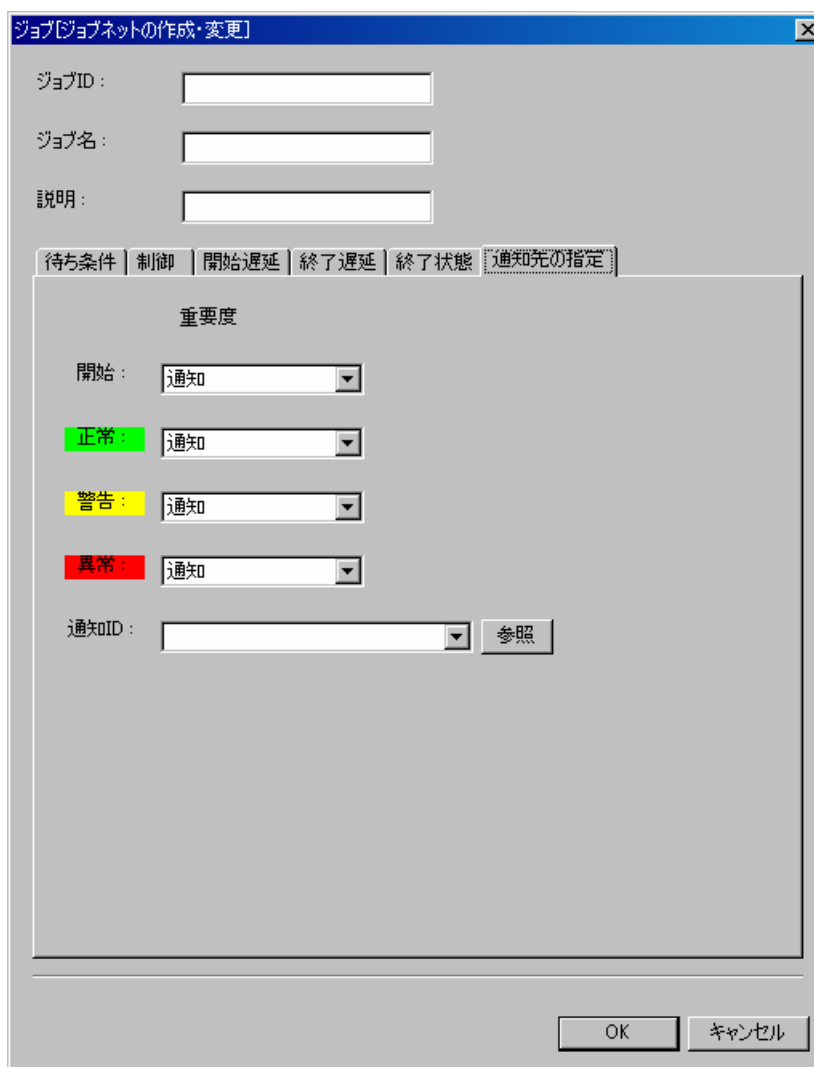 ジョブ[ジョブネットの作成・変更]
ジョブID：
ジョブ名：
説明：
待ち条件 制御 開始遅延 終了遅延 終了状態 通知先の指定
重要度
開始： 通知
正常： 通知
警告： 通知
異常： 通知
通知ID： 参照
OK キャンセル